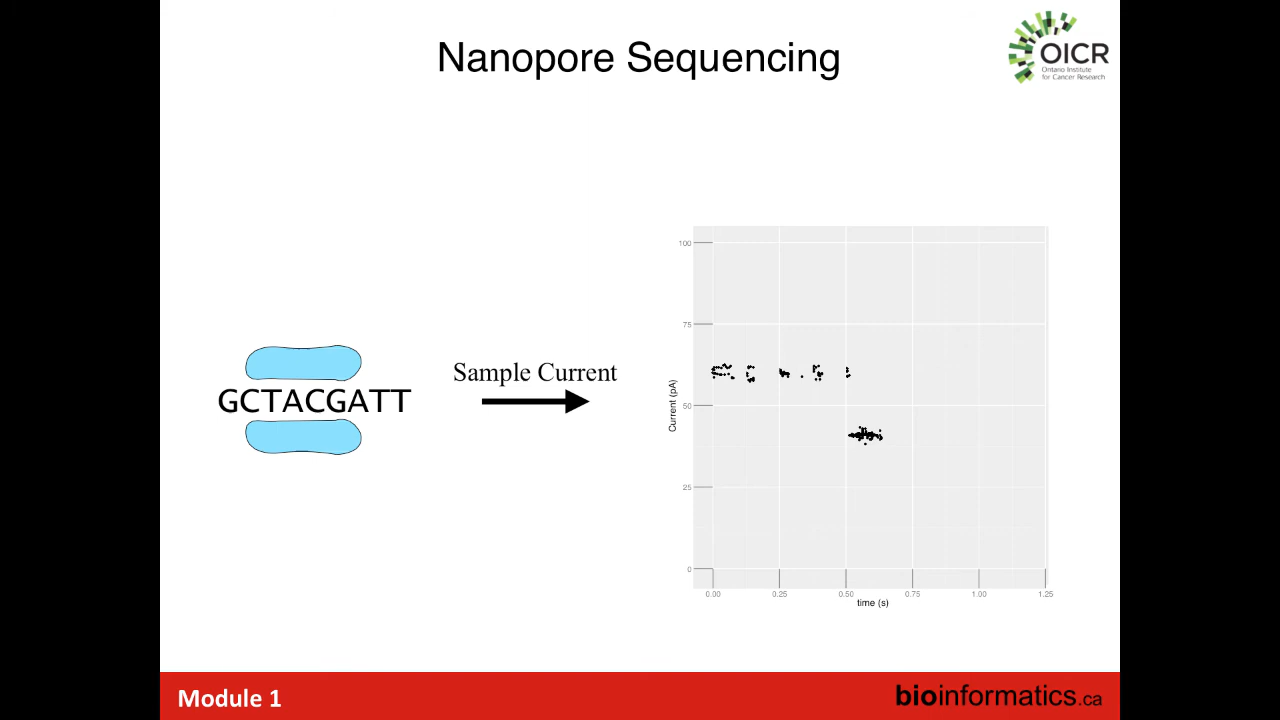 Nanopore Sequencing
OICR
Ontario Institute
for Cancer Research
GCTACGATT
Sample Current
Current (pA)
100
75
50
25
0
0.00 0.25 0.50 0.75 1.00 1.25
time (s)
Module 1
bioinformatics.ca